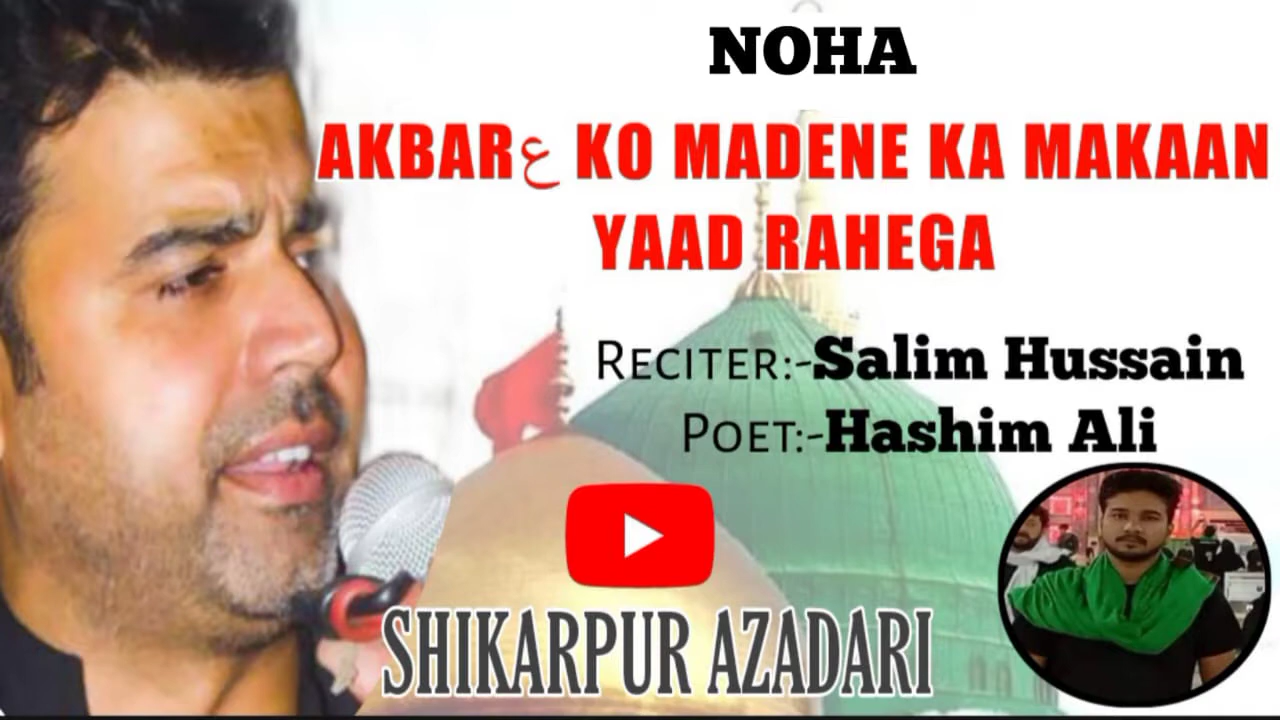 NOHA
AKBARع KO MADENE KA MAKAAN
YAAD RAHEGA
RECITER:-Salim Hussain
POET:-Hashim Ali
SHIKARPUR AZADARI